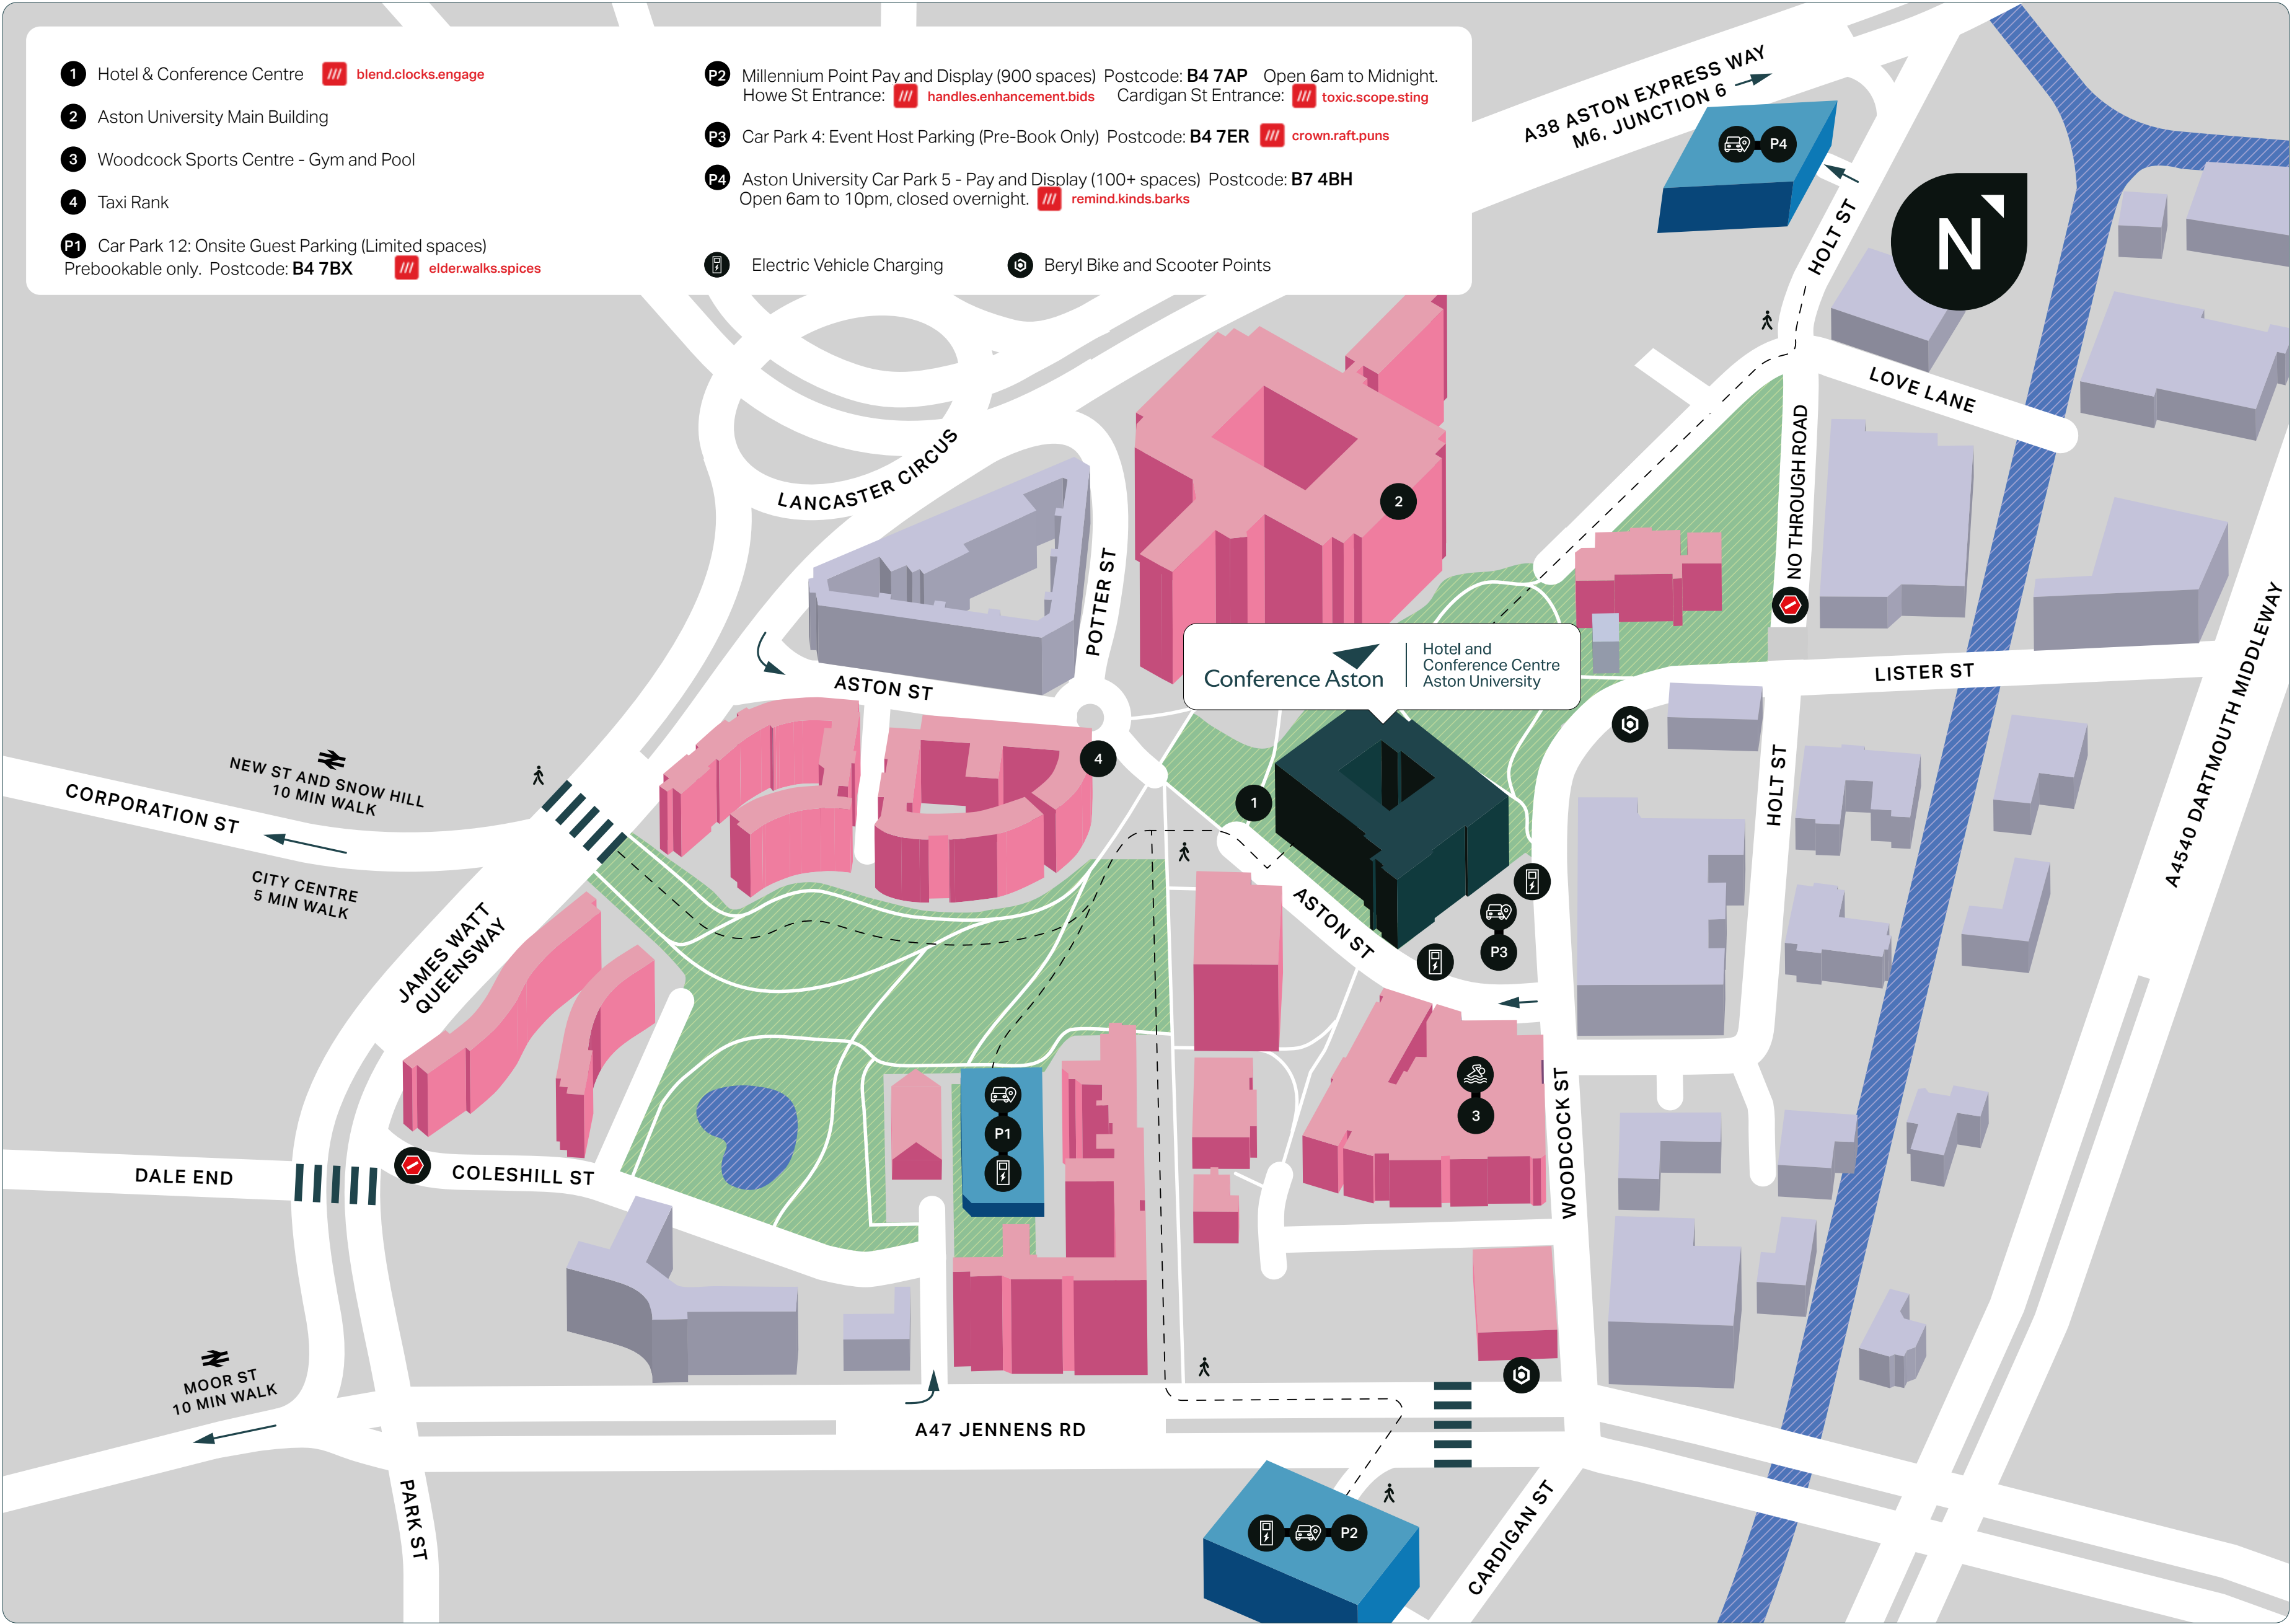 1 Hotel & Conference Centre /// blend.clocks.engage
2 Aston University Main Building
3 Woodcock Sports Centre - Gym and Pool
4 Taxi Rank
P1 Car Park 12: Onsite Guest Parking (Limited spaces)
Prebookable only. Postcode: B4 7BX /// elder.walks.spices
P2 Millennium Point Pay and Display (900 spaces) Postcode: B4 7AP Open 6am to Midnight.
Howe St Entrance: /// handles.enhancement.bids Cardigan St Entrance: /// toxic.scope.sting
P3 Car Park 4: Event Host Parking (Pre-Book Only) Postcode: B4 7ER /// crown.raft.puns
P4 Aston University Car Park 5 - Pay and Display (100+ spaces) Postcode: B7 4BH
Open 6am to 10pm, closed overnight. /// remind.kinds.barks
Electric Vehicle Charging
Beryl Bike and Scooter Points
A38 ASTON EXPRESS WAY
M6, JUNCTION 6
P4
HOLT ST
N
LOVE LANE
NO THROUGH ROAD
LANCASTER CIRCUS
2
POTTER ST
ASTON ST
Conference Aston
Hotel and
Conference Centre
Aston University
LISTER ST
A4540 DARTMOUTH MIDDLEWAY
HOLT ST
4
1
NEW ST AND SNOW HILL
10 MIN WALK
CORPORATION ST
CITY CENTRE
5 MIN WALK
JAMES WATT
QUEENSWAY
ASTON ST
P3
3
P1
WOODCOCK ST
DALE END
COLESHILL ST
MOOR ST
10 MIN WALK
A47 JENNENS RD
PARK ST
P2
CARDIGAN ST